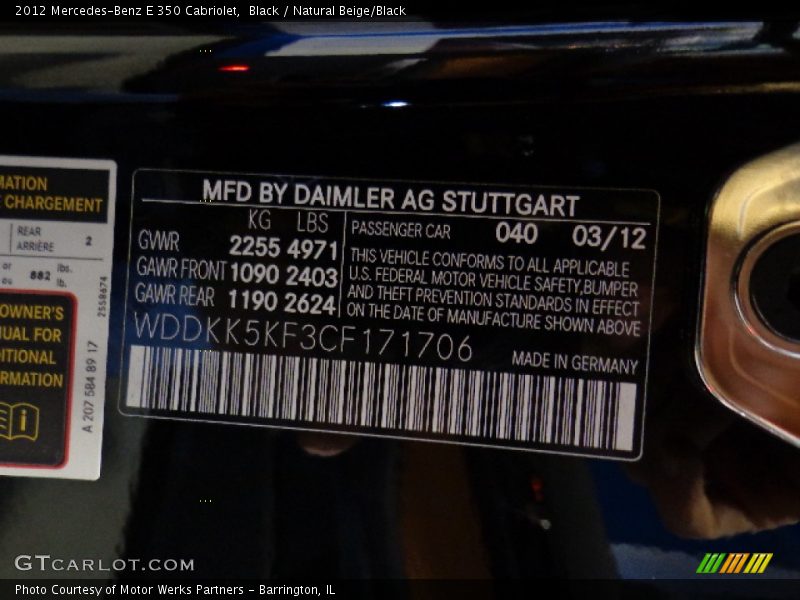 2012 Mercedes-Benz E 350 Cabriolet,  Black / Natural Beige/Black
MATION
CHARGEMENT
REAR
ARRIÈRE
2
or
ou
882
lbs.
lb.
2558674
OWNER'S
FOR
A 207 584 89 17
MFD BY DAIMLER AG STUTTGART
KG LBS
GWWR 2255 4971
GAWR FRONT 1090 2403
GAWR REAR 1190 2624
PASSENGER CAR 040 03/12
THIS VEHICLE CONFORMS TO ALL APPLICABLE
U.S. FEDERAL MOTOR VEHICLE SAFETY,BUMPER
AND THEFT PREVENTION STANDARDS IN EFFECT
ON THE DATE OF MANUFACTURE SHOWN ABOVE
WDDKK5KF3CF171706
MADE IN GERMANY
GTCARLOT.COM
Photo Courtesy of Motor Werks Partners - Barrington, IL